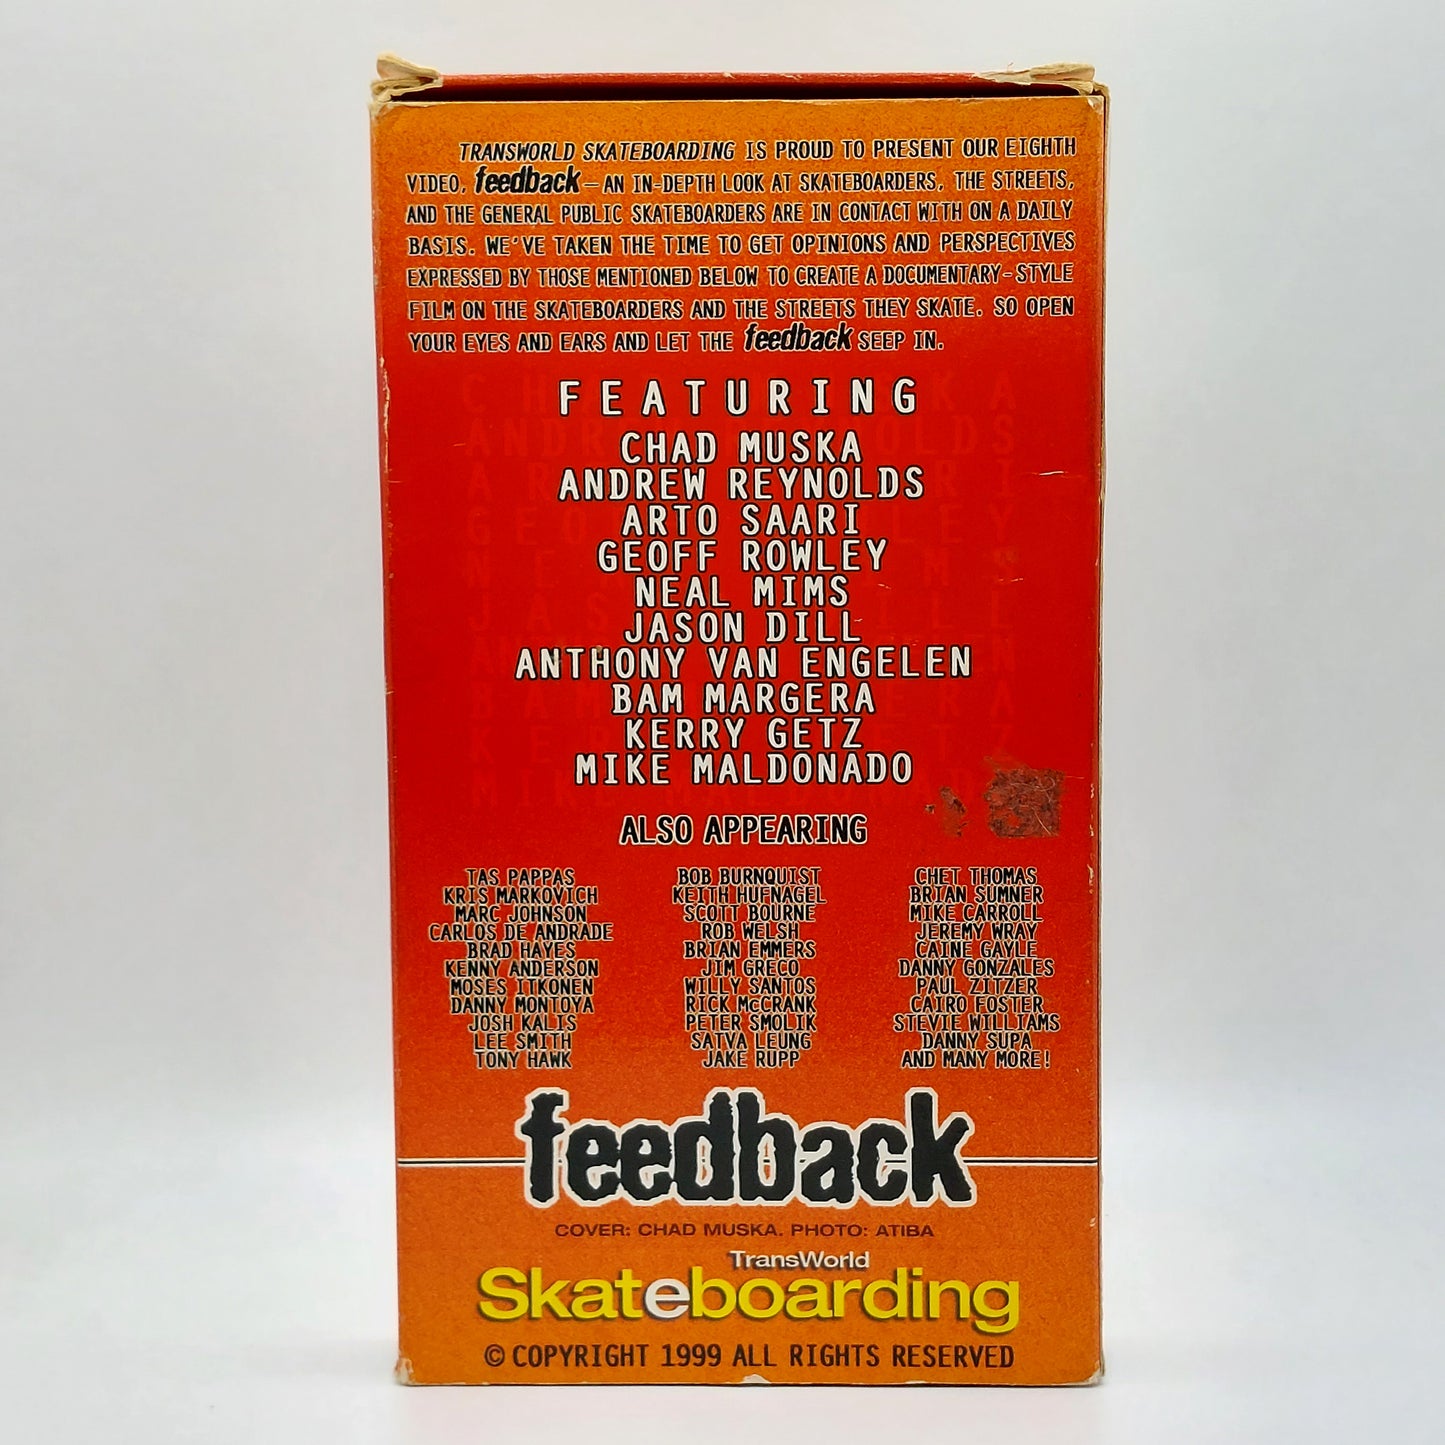 TRANSWORLD SKATEBOARDING IS PROUD TO PRESENT OUR EIGHTH
VIDEO, feedback — AN IN-DEPTH LOOK AT SKATEBOARDERS, THE STREETS,
AND THE GENERAL PUBLIC SKATEBOARDERS ARE IN CONTACT WITH ON A DAILY
BASIS. WE'VE TAKEN THE TIME TO GET OPINIONS AND PERSPECTIVES
EXPRESSED BY THOSE MENTIONED BELOW TO CREATE A DOCUMENTARY-STYLE
FILM ON THE SKATEBOARDERS AND THE STREETS THEY SKATE. SO OPEN
YOUR EYES AND EARS AND LET THE feedback SEEP IN.
FEATURING
CHAD MUSKA
ANDREW REYNOLDS
ARTO SAARI
GEOFF ROWLEY
NEAL MIMS
JASON DILL
ANTHONY VAN ENGELEN
BAM MARGERA
KERRY GETZ
MIKE MALDONADO
ALSO APPEARING
TAS PAPPAS
KRIS MARKOVICH
MARC JOHNSON
CARLOS DE ANDRADE
BRAD HAYES
KENNY ANDERSON
MOSES ITKONEN
DANNY MONTOYA
JOSH KALIS
LEE SMITH
TONY HAWK
BOB BURNQUIST
KEITH HUFNAGEL
SCOTT BOURNE
ROB WELSH
BRIAN EMMERS
JIM GRECO
WILLY SANTOS
RICK McCRANK
PETER SMOLIK
SATVA LEUNG
JAKE RUPP
CHET THOMAS
BRIAN SUMNER
MIKE CARROLL
JEREMY WRAY
CAINE GAYLE
DANNY GONZALES
PAUL ZITZER
CAIRO FOSTER
STEVIE WILLIAMS
DANNY SUPA
AND MANY MORE!
feedback
COVER: CHAD MUSKA. PHOTO: ATIBA
TransWorld
Skateboarding
© COPYRIGHT 1999 ALL RIGHTS RESERVED